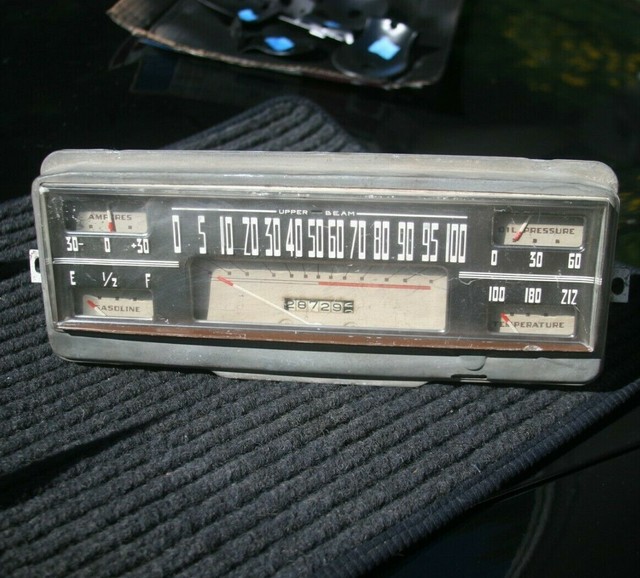 UPPER BEAM
AMPERES
30- 0 +30
0 5 10 20 30 40 50 60 70 80 90 95 100
OIL PRESSURE
0 30 60
E 1/2 F
GASOLINE
100 180 212
TEMPERATURE